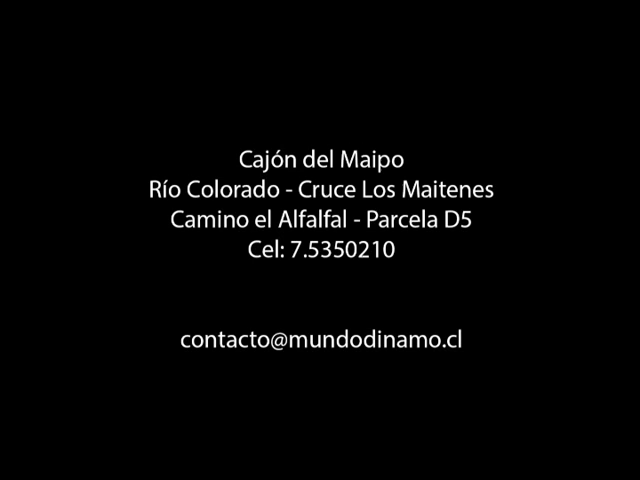 Cajón del Maipo
Río Colorado - Cruce Los Maitenes
Camino el Alfalfal - Parcela D5
Cel: 7.5350210
contacto@mundodinamo.cl